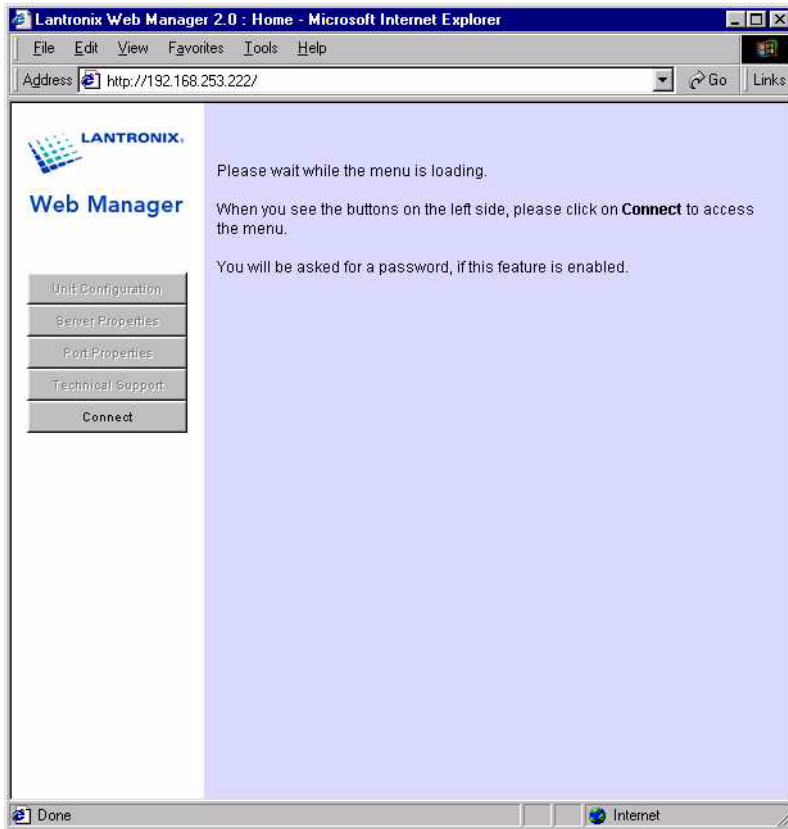 Lantronix Web Manager 2.0 : Home - Microsoft Internet Explorer
File Edit View Favorites Tools Help
Address http://192.168.253.222/ Go Links
LANTRONIX.
Web Manager
Unit Configuration
Server Properties
Port Properties
Technical Support
Connect
Please wait while the menu is loading.
When you see the buttons on the left side, please click on Connect to access
the menu.
You will be asked for a password, if this feature is enabled.
Done Internet